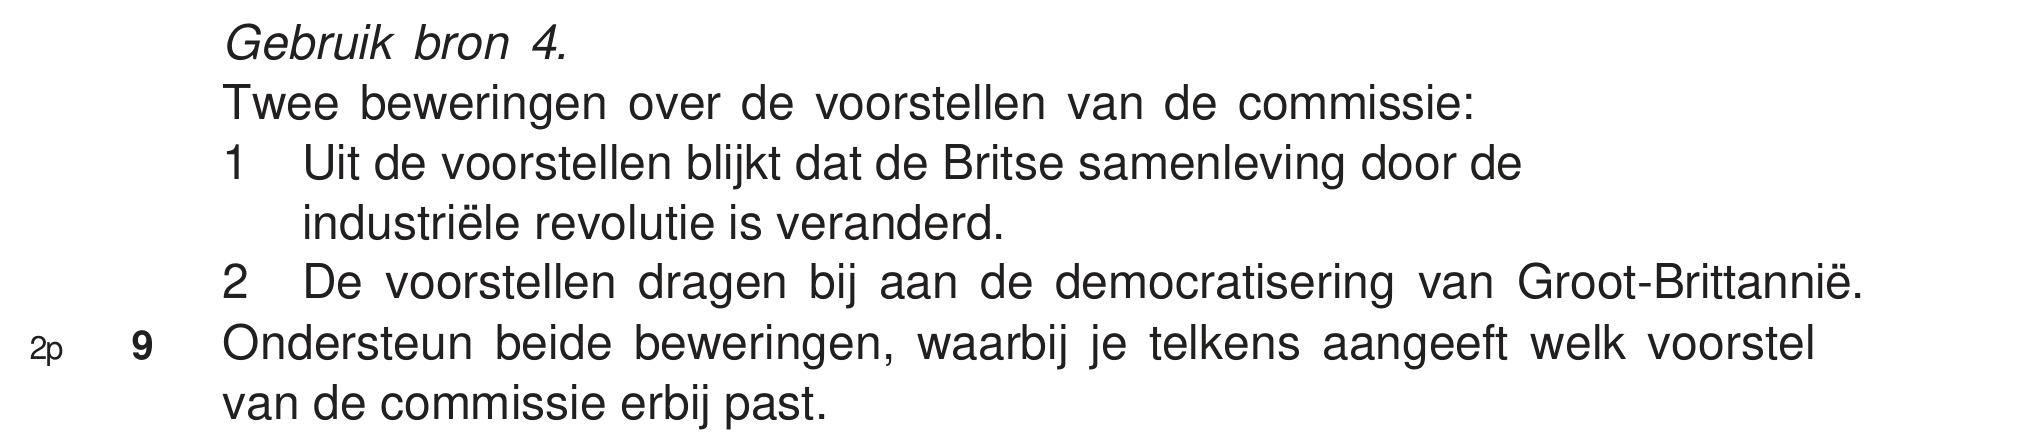 Gebruik bron 4.
Twee beweringen over de voorstellen van de commissie:
1 Uit de voorstellen blijkt dat de Britse samenleving door de
industriële revolutie is veranderd.
2 De voorstellen dragen bij aan de democratisering van Groot-Brittannië.
2p 9 Ondersteun beide beweringen, waarbij je telkens aangeeft welk voorstel
van de commissie erbij past.